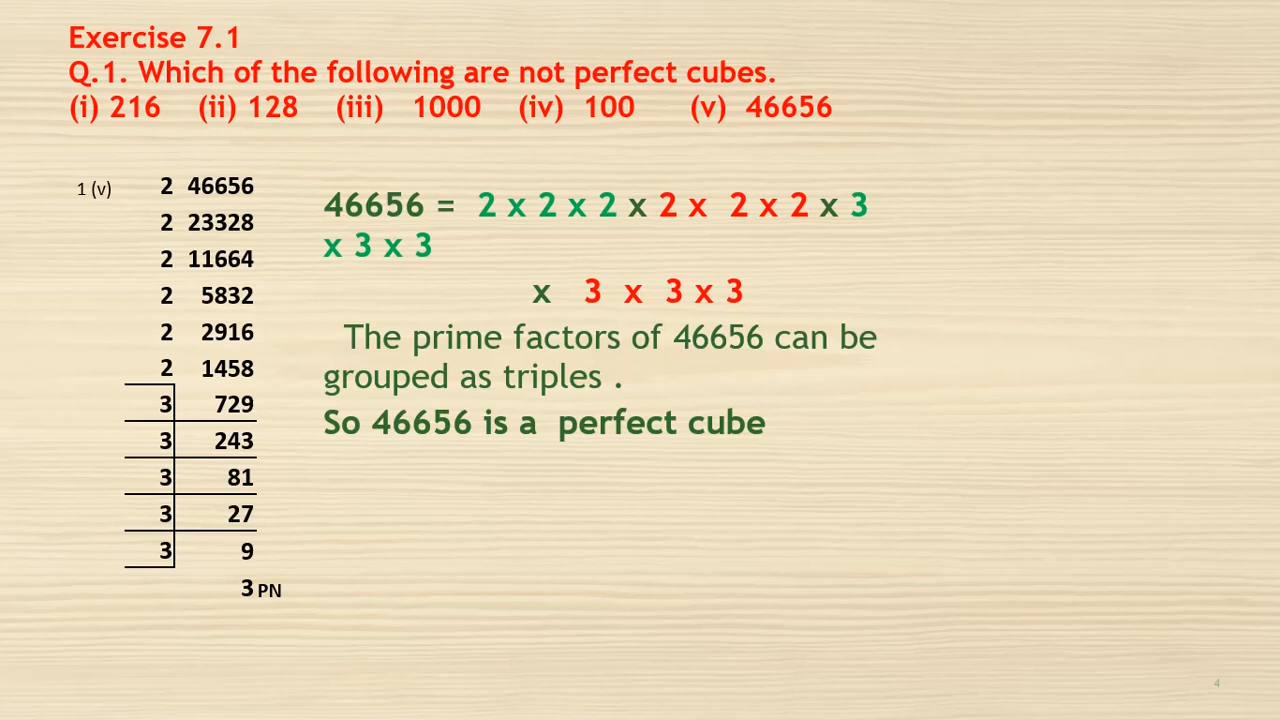 Exercise 7.1
Q.1. Which of the following are not perfect cubes.
(i) 216 (ii) 128 (iii) 1000 (iv) 100 (v) 46656
1 (v)
2 46656
2 23328
2 11664
2 5832
2 2916
2 1458
3 729
3 243
3 81
3 27
3 9
3 PN
46656 = 2 x 2 x 2 x 2 x 2 x 2 x 3
x 3 x 3
x 3 x 3 x 3
The prime factors of 46656 can be
grouped as triples .
So 46656 is a perfect cube
4